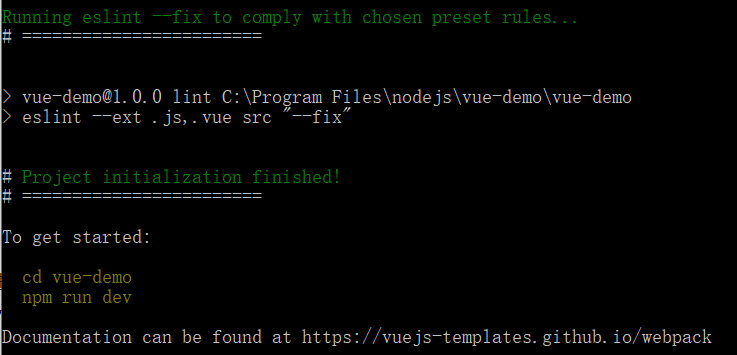 Running eslint --fix to comply with chosen preset rules...
# ========================
> vue-demo@1.0.0 lint C:\Program Files\nodejs\vue-demo\vue-demo
> eslint --ext .js,.vue src "--fix"
# Project initialization finished!
# ========================
To get started:
cd vue-demo
npm run dev
Documentation can be found at https://vuejs-templates.github.io/webpack